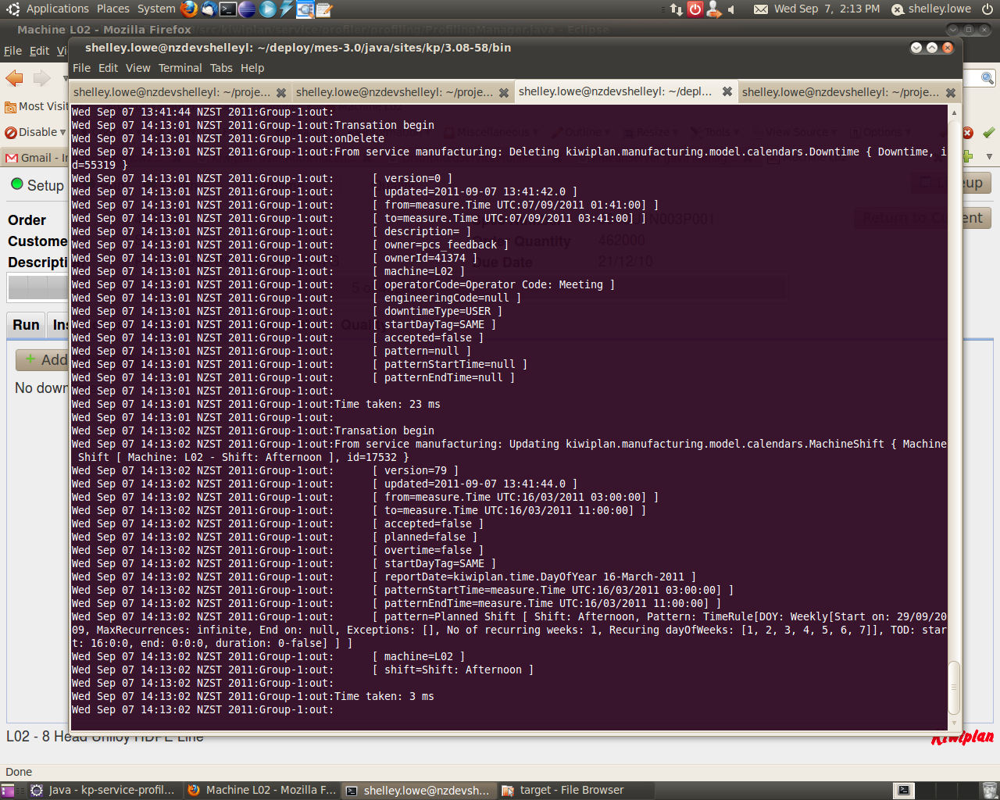 Applications Places System
Wed Sep 7, 2:13 PM shelley.lowe
Machine L02 - Mozilla Firefox
shelley.lowe@nzdevshelleyl: ~/deploy/mes-3.0/java/sites/kp/3.08-58/bin
File Edit
File Edit View Terminal Tabs Help
shelley.lowe@nzdevshelleyl: ~/proje... shelley.lowe@nzdevshelleyl: ~/proje... shelley.lowe@nzdevshelleyl: ~/depl... shelley.lowe@nzdevshelleyl: ~/proje...
Most Visit
Disable
Gmail - In
Setup
Order
Custome
Descripti
Run Ins
Add
No down
Wed Sep 07 13:41:44 NZST 2011:Group-1:out:
Wed Sep 07 14:13:01 NZST 2011:Group-1:out:Transation begin
Wed Sep 07 14:13:01 NZST 2011:Group-1:out:onDelete
Wed Sep 07 14:13:01 NZST 2011:Group-1:out:From service manufacturing: Deleting kiwiplan.manufacturing.model.calendars.Downtime { Downtime, i
d=55319 }
Wed Sep 07 14:13:01 NZST 2011:Group-1:out: [ version=0 ]
Wed Sep 07 14:13:01 NZST 2011:Group-1:out: [ updated=2011-09-07 13:41:42.0 ]
Wed Sep 07 14:13:01 NZST 2011:Group-1:out: [ from=measure.Time UTC:07/09/2011 01:41:00] ]
Wed Sep 07 14:13:01 NZST 2011:Group-1:out: [ to=measure.Time UTC:07/09/2011 03:41:00] ]
Wed Sep 07 14:13:01 NZST 2011:Group-1:out: [ description= ]
Wed Sep 07 14:13:01 NZST 2011:Group-1:out: [ owner=pcs_feedback ]
Wed Sep 07 14:13:01 NZST 2011:Group-1:out: [ ownerId=41374 ]
Wed Sep 07 14:13:01 NZST 2011:Group-1:out: [ machine=L02 ]
Wed Sep 07 14:13:01 NZST 2011:Group-1:out: [ operatorCode=Operator Code: Meeting ]
Wed Sep 07 14:13:01 NZST 2011:Group-1:out: [ engineeringCode=null ]
Wed Sep 07 14:13:01 NZST 2011:Group-1:out: [ downtimeType=USER ]
Wed Sep 07 14:13:01 NZST 2011:Group-1:out: [ startDayTag=SAME ]
Wed Sep 07 14:13:01 NZST 2011:Group-1:out: [ accepted=false ]
Wed Sep 07 14:13:01 NZST 2011:Group-1:out: [ pattern=null ]
Wed Sep 07 14:13:01 NZST 2011:Group-1:out: [ patternStartTime=null ]
Wed Sep 07 14:13:01 NZST 2011:Group-1:out: [ patternEndTime=null ]
Wed Sep 07 14:13:01 NZST 2011:Group-1:out:
Wed Sep 07 14:13:01 NZST 2011:Group-1:out:Time taken: 23 ms
Wed Sep 07 14:13:01 NZST 2011:Group-1:out:
Wed Sep 07 14:13:02 NZST 2011:Group-1:out:Transation begin
Wed Sep 07 14:13:02 NZST 2011:Group-1:out:From service manufacturing: Updating kiwiplan.manufacturing.model.calendars.MachineShift { Machine
Shift [ Machine: L02 - Shift: Afternoon ], id=17532 }
Wed Sep 07 14:13:02 NZST 2011:Group-1:out: [ version=79 ]
Wed Sep 07 14:13:02 NZST 2011:Group-1:out: [ updated=2011-09-07 13:41:44.0 ]
Wed Sep 07 14:13:02 NZST 2011:Group-1:out: [ from=measure.Time UTC:16/03/2011 03:00:00] ]
Wed Sep 07 14:13:02 NZST 2011:Group-1:out: [ to=measure.Time UTC:16/03/2011 11:00:00] ]
Wed Sep 07 14:13:02 NZST 2011:Group-1:out: [ accepted=false ]
Wed Sep 07 14:13:02 NZST 2011:Group-1:out: [ planned=false ]
Wed Sep 07 14:13:02 NZST 2011:Group-1:out: [ overtime=false ]
Wed Sep 07 14:13:02 NZST 2011:Group-1:out: [ startDayTag=SAME ]
Wed Sep 07 14:13:02 NZST 2011:Group-1:out: [ reportDate=kiwiplan.time.DayOfYear 16-March-2011 ]
Wed Sep 07 14:13:02 NZST 2011:Group-1:out: [ patternStartTime=measure.Time UTC:16/03/2011 03:00:00] ]
Wed Sep 07 14:13:02 NZST 2011:Group-1:out: [ patternEndTime=measure.Time UTC:16/03/2011 11:00:00] ]
Wed Sep 07 14:13:02 NZST 2011:Group-1:out: [ pattern=Planned Shift [ Shift: Afternoon, Pattern: TimeRule[DOY: Weekly[Start on: 29/09/20
09, MaxRecurrences: infinite, End on: null, Exceptions: [], No of recurring weeks: 1, Recuring dayOfWeeks: [1, 2, 3, 4, 5, 6, 7]], TOD: star
t: 16:0:0, end: 0:0:0, duration: 0-false] ] ]
Wed Sep 07 14:13:02 NZST 2011:Group-1:out: [ machine=L02 ]
Wed Sep 07 14:13:02 NZST 2011:Group-1:out: [ shift=Shift: Afternoon ]
Wed Sep 07 14:13:02 NZST 2011:Group-1:out:
Wed Sep 07 14:13:02 NZST 2011:Group-1:out:Time taken: 3 ms
Wed Sep 07 14:13:02 NZST 2011:Group-1:out:
L02 - 8 Head Uniloy HDPE Line
Kiwiplan
Done
Java - kp-service-profil... Machine L02 - Mozilla F... shelley.lowe@nzdevsh... target - File Browser